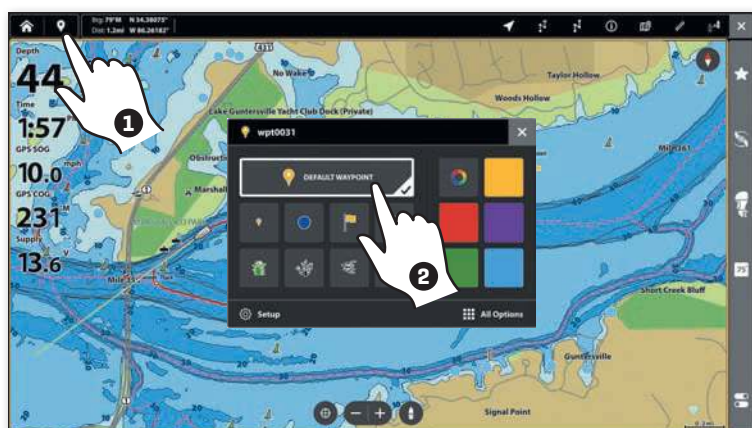 Brg: 79°M N 34.38075°
Dist: 1.2mi W 86.26182°
Depth
44
Time
1:57
GPS SOG
10.0 mph
GPS COG
231 °M
Supply
13.6 V
(431)
No Wake
Taylor Hollow
Woods Hollow
Lake Guntersville Yacht Club Dock (Private)
Obstructi
Marshall
Mile 361
wpt0031
DEFAULT WAYPOINT
1
2
75
Mile 35
Short Creek Bluff
Setup
All Options
Guntersville
Signal Point